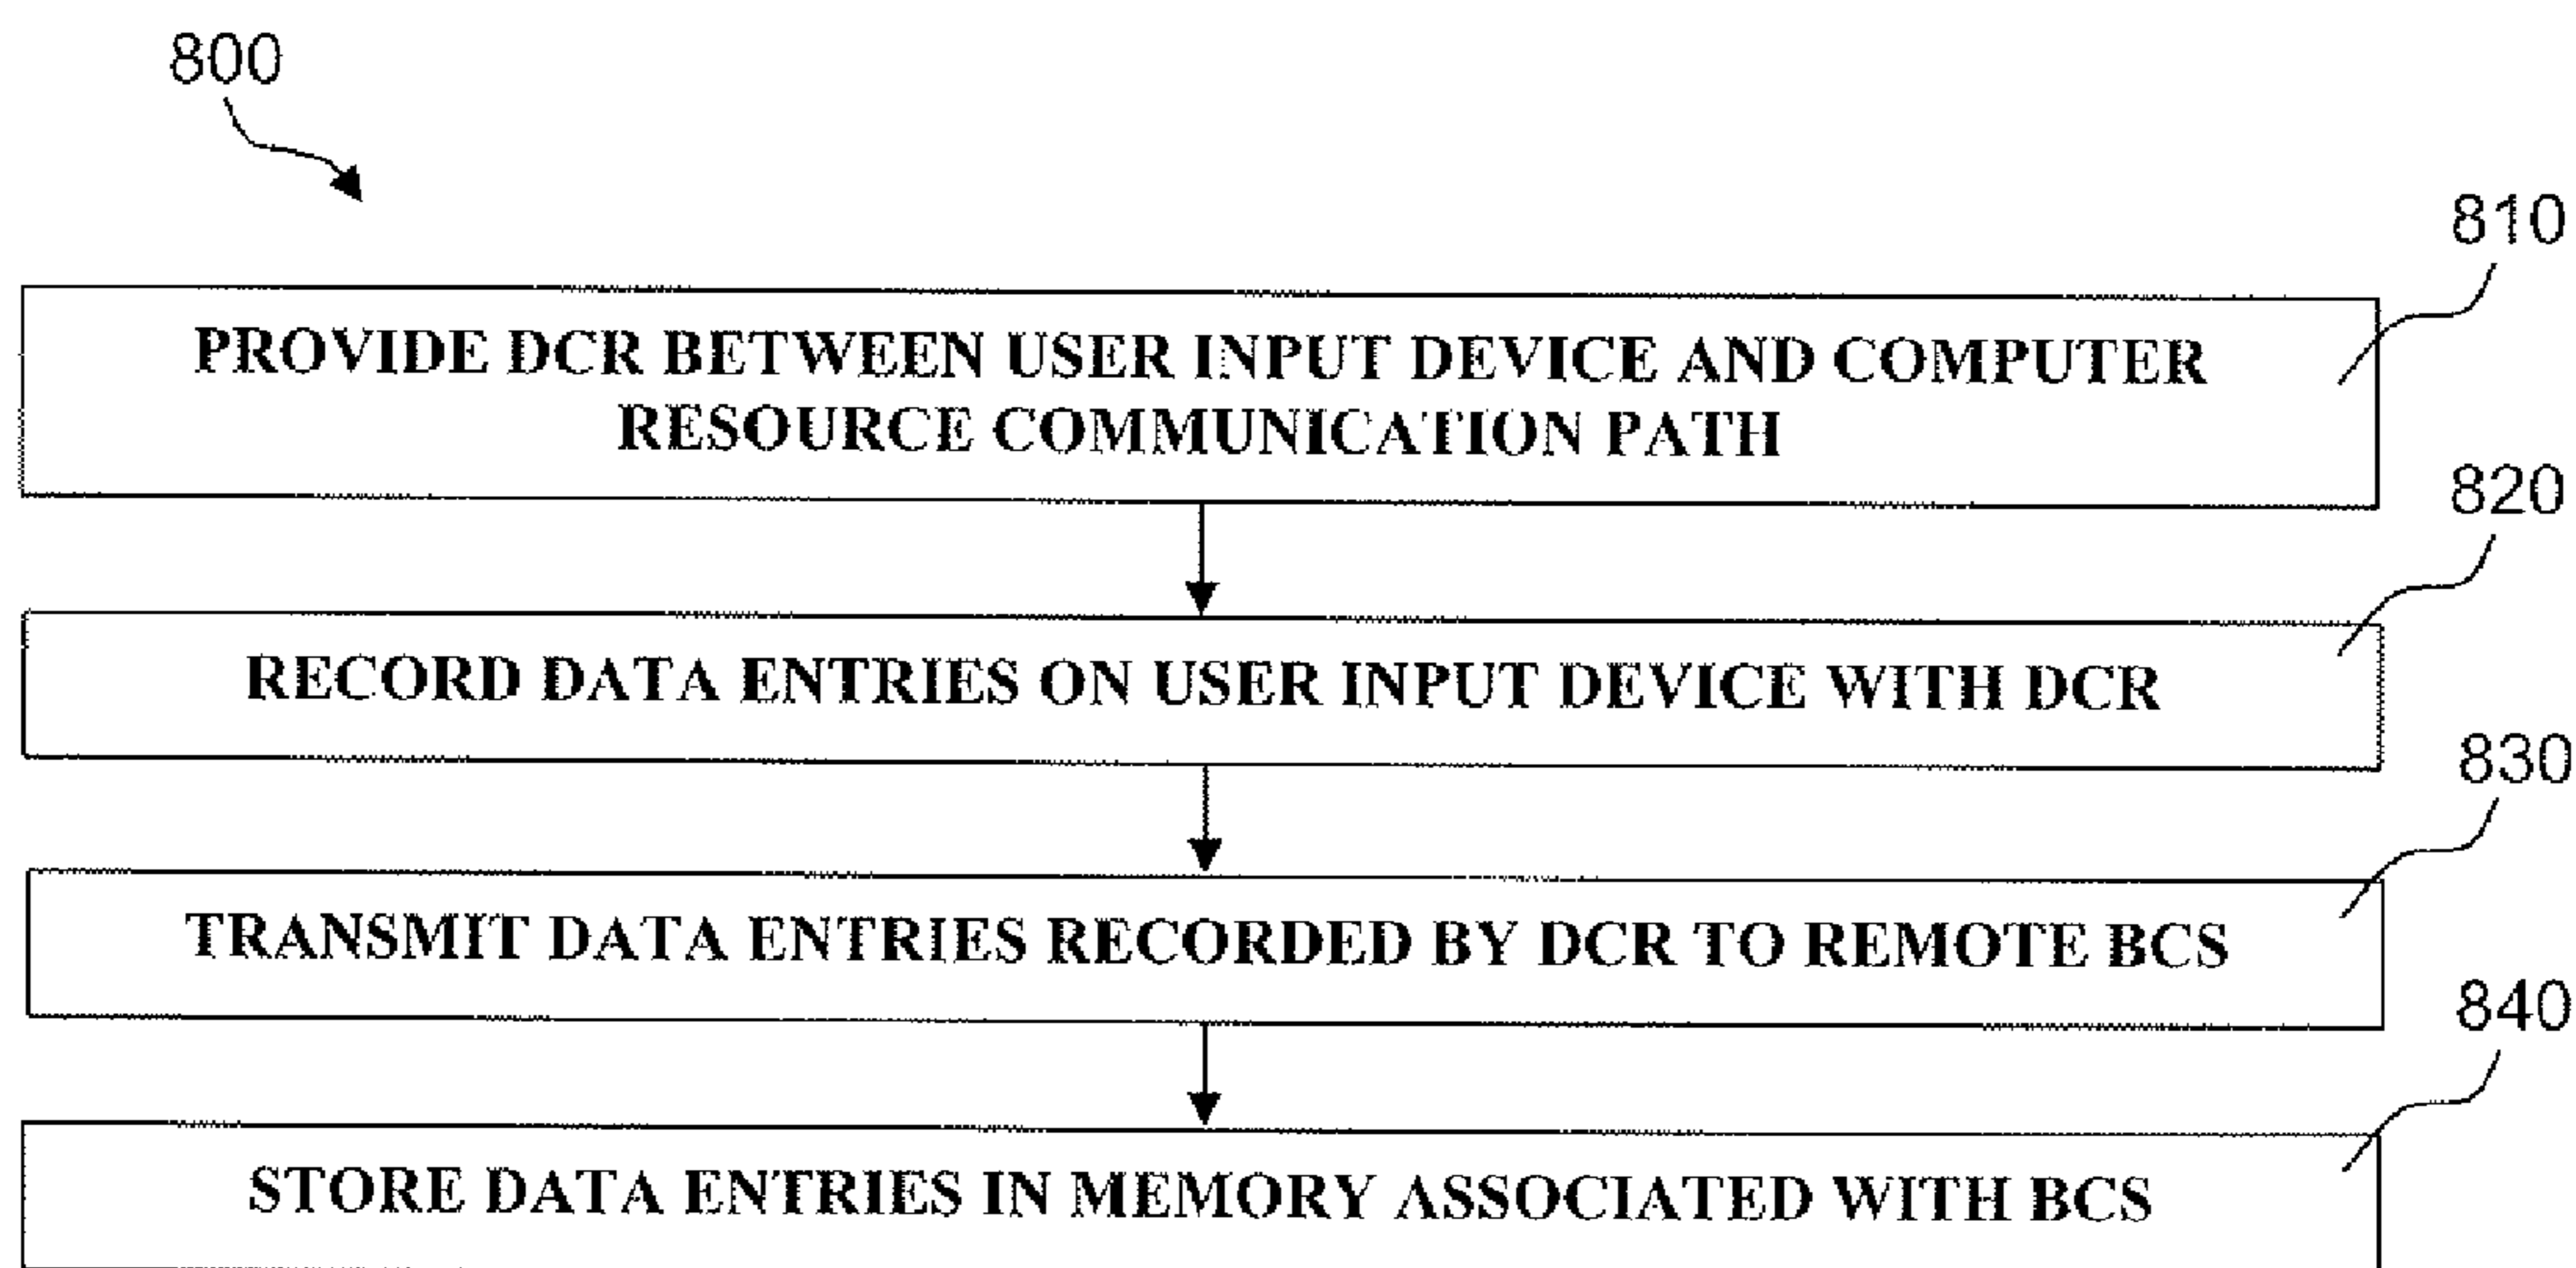 800
810
PROVIDE DCR BETWEEN USER INPUT DEVICE AND COMPUTER
RESOURCE COMMUNICATION PATH
820
RECORD DATA ENTRIES ON USER INPUT DEVICE WITH DCR
830
TRANSMIT DATA ENTRIES RECORDED BY DCR TO REMOTE BCS
840
STORE DATA ENTRIES IN MEMORY ASSOCIATED WITH BCS